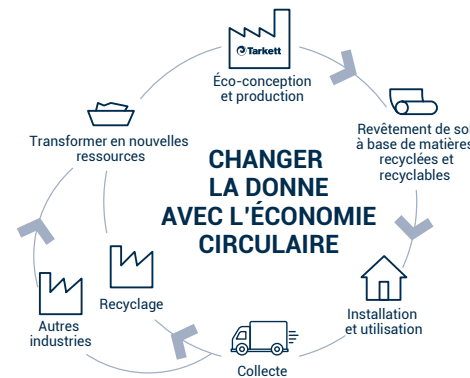 Tarkett
Éco-conception
et production
Revêtement de sol
à base de matières
recyclées et
recyclables
Transformer en nouvelles
ressources
CHANGER
LA DONNE
AVEC L'ÉCONOMIE
CIRCULAIRE
Installation
et utilisation
Recyclage
Autres
industries
Collecte